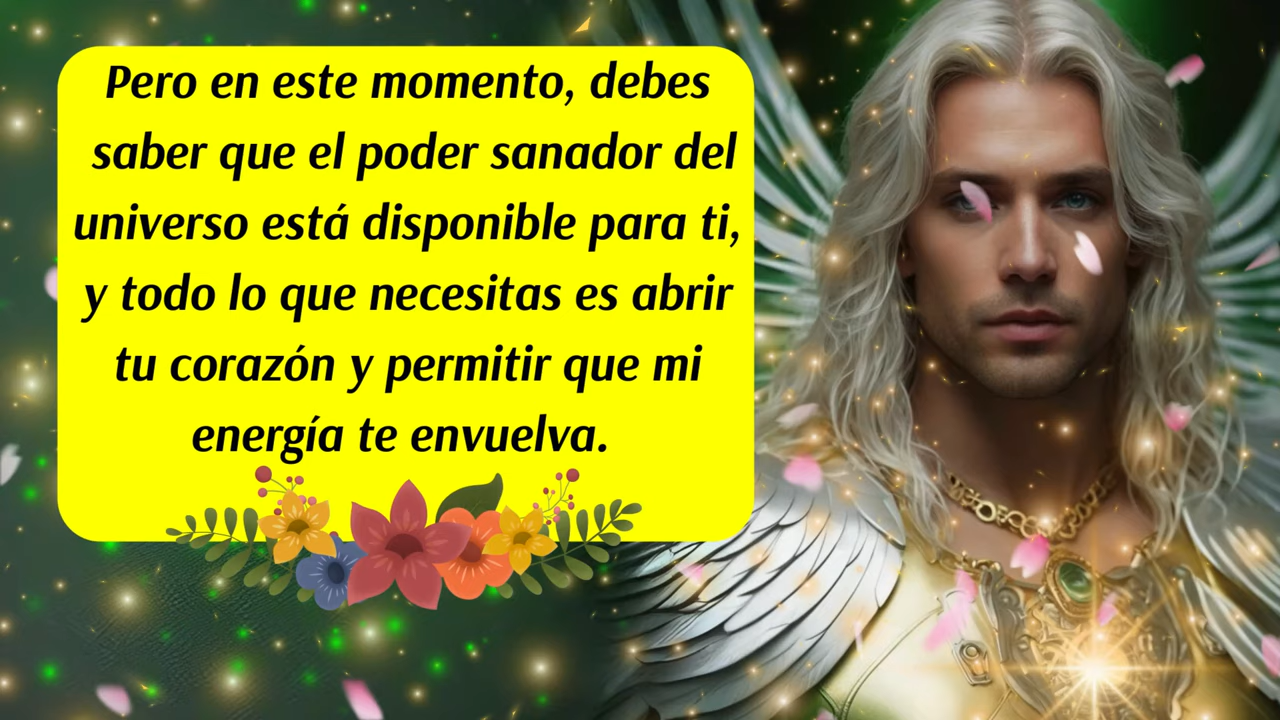 Pero en este momento, debes
saber que el poder sanador del
universo está disponible para ti,
y todo lo que necesitas es abrir
tu corazón y permitir que mi
energía te envuelva.